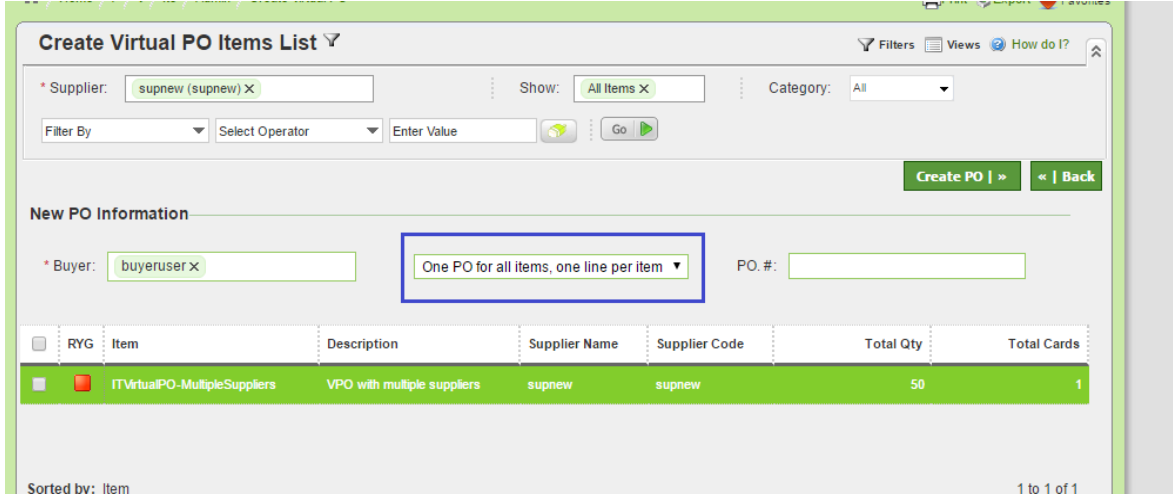 Create Virtual PO Items List
Filters Views How do I?
* Supplier: supnew (supnew) × Show: All Items × Category: All
Filter By Select Operator Enter Value Go
Create PO | » « | Back
New PO Information
* Buyer: buyeruser × One PO for all items, one line per item PO. #:
RYG Item Description Supplier Name Supplier Code Total Qty Total Cards
ITVirtualPO-MultipleSuppliers VPO with multiple suppliers supnew supnew 50 1
Sorted by: Item 1 to 1 of 1